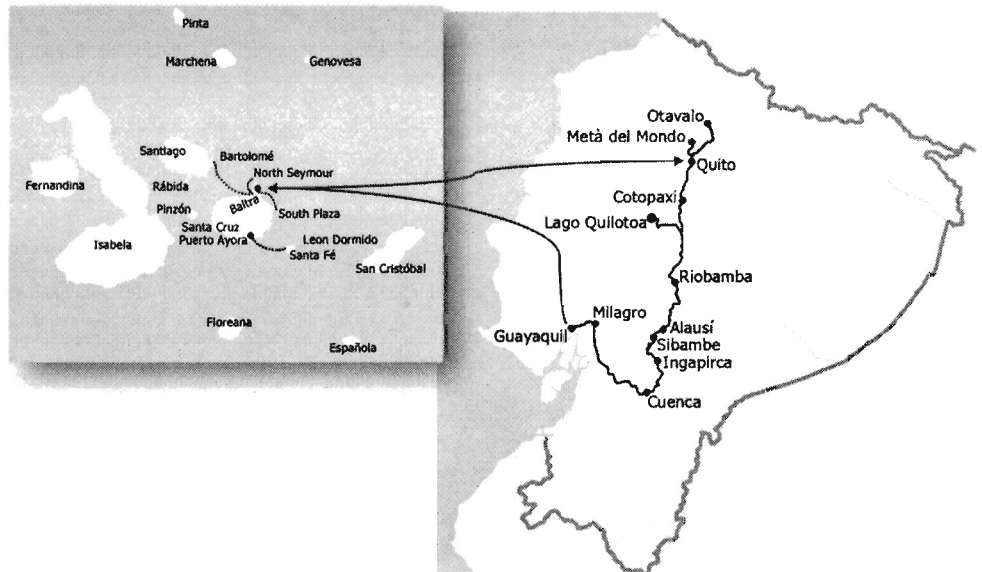 Pinta
Marchena
Genovesa
Santiago
Bartolomé
North Seymour
Fernandina
Rábida
Baltra
Pinzón
South Plaza
Santa Cruz
Puerto Ayora
Leon Dormido
Santa Fé
Isabela
San Cristóbal
Floreana
Española
Otavalo
Metà del Mondo
Quito
Cotopaxi
Lago Quilotoa
Riobamba
Milagro
Guayaquil
Alausí
Sibambe
Ingapirca
Cuenca